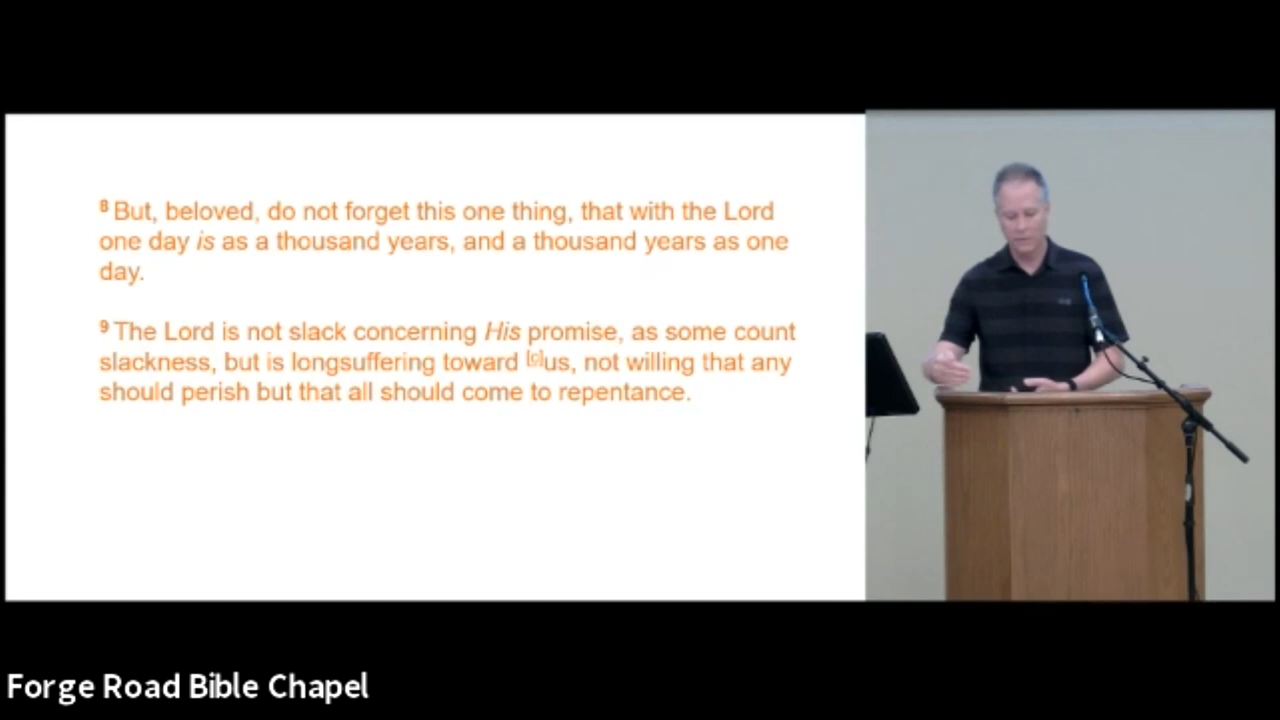 8 But, beloved, do not forget this one thing, that with the Lord
one day is as a thousand years, and a thousand years as one
day.
9 The Lord is not slack concerning His promise, as some count
slackness, but is longsuffering toward [c]us, not willing that any
should perish but that all should come to repentance.
Forge Road Bible Chapel